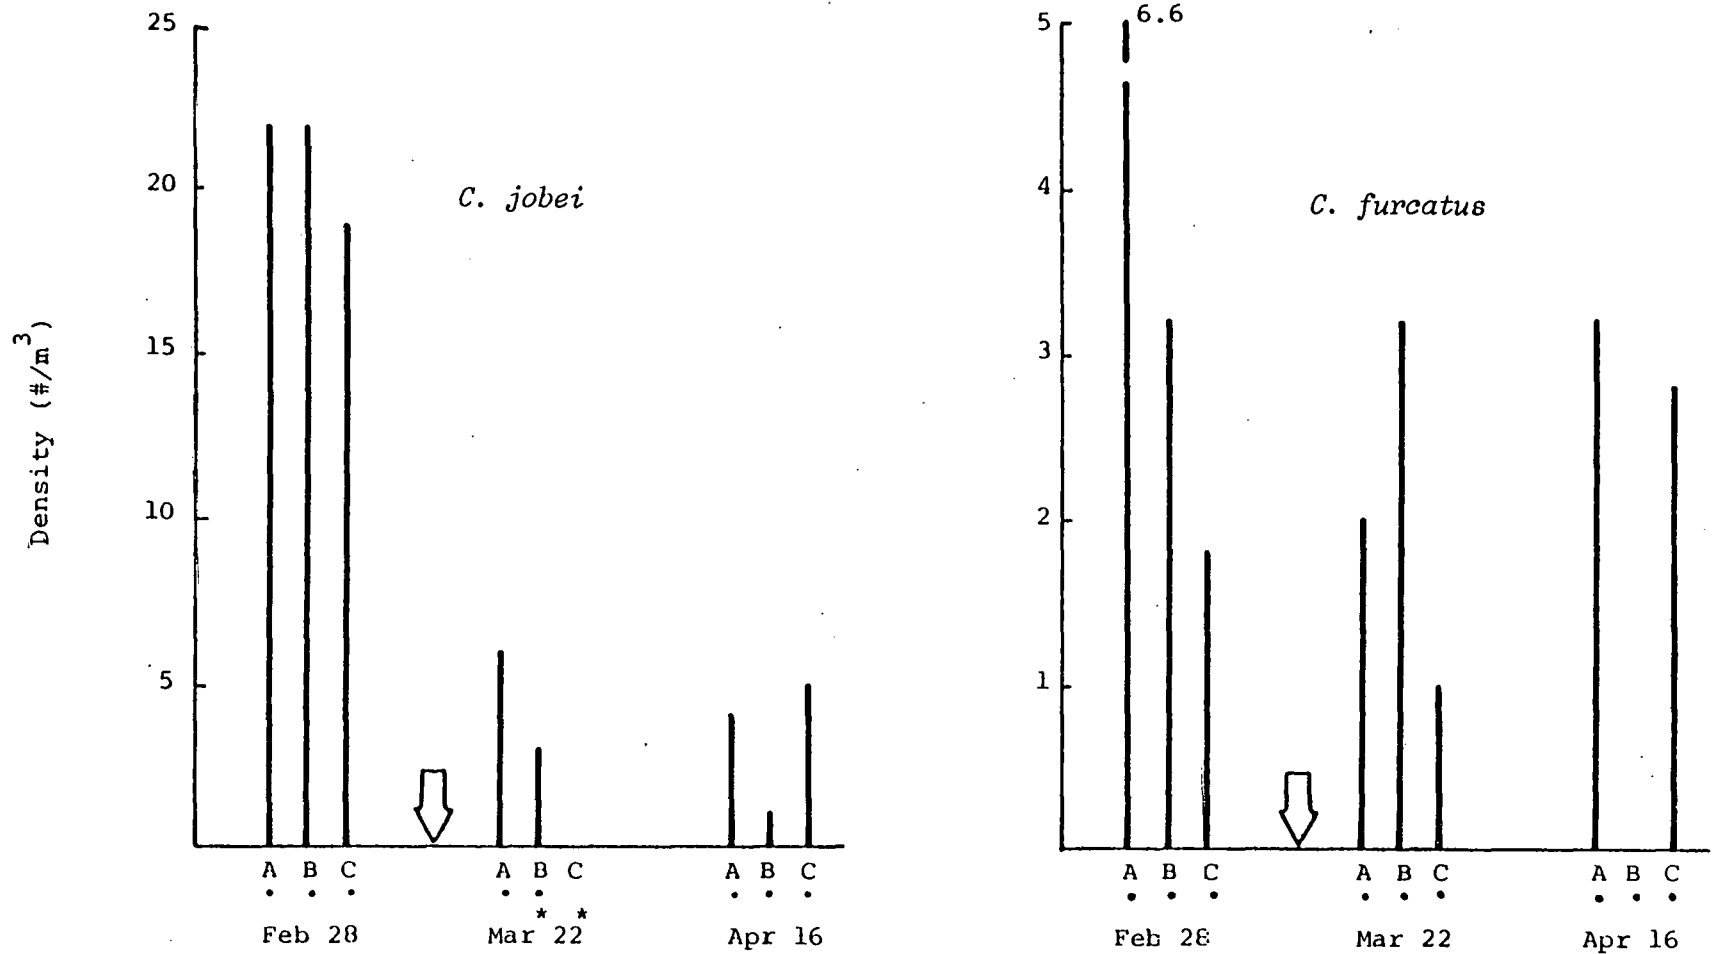 Density (#/m³)
25
20
15
10
5
C. jobei
A B C
A B C
A B C
* *
Feb 28
Mar 22
Apr 16
6.6
5
4
3
2
1
C. furcatus
A B C
A B C
A B C
Feb 28
Mar 22
Apr 16